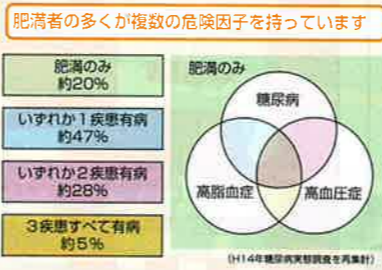 肥満者の多くが複数の危険因子を持っています
肥満のみ
約20%
いずれか1疾患有病
約47%
いずれか2疾患有病
約28%
3疾患すべて有病
約5%
肥満のみ
糖尿病
高脂血症
高血圧症
(H14年糖尿病実態調査を再集計)